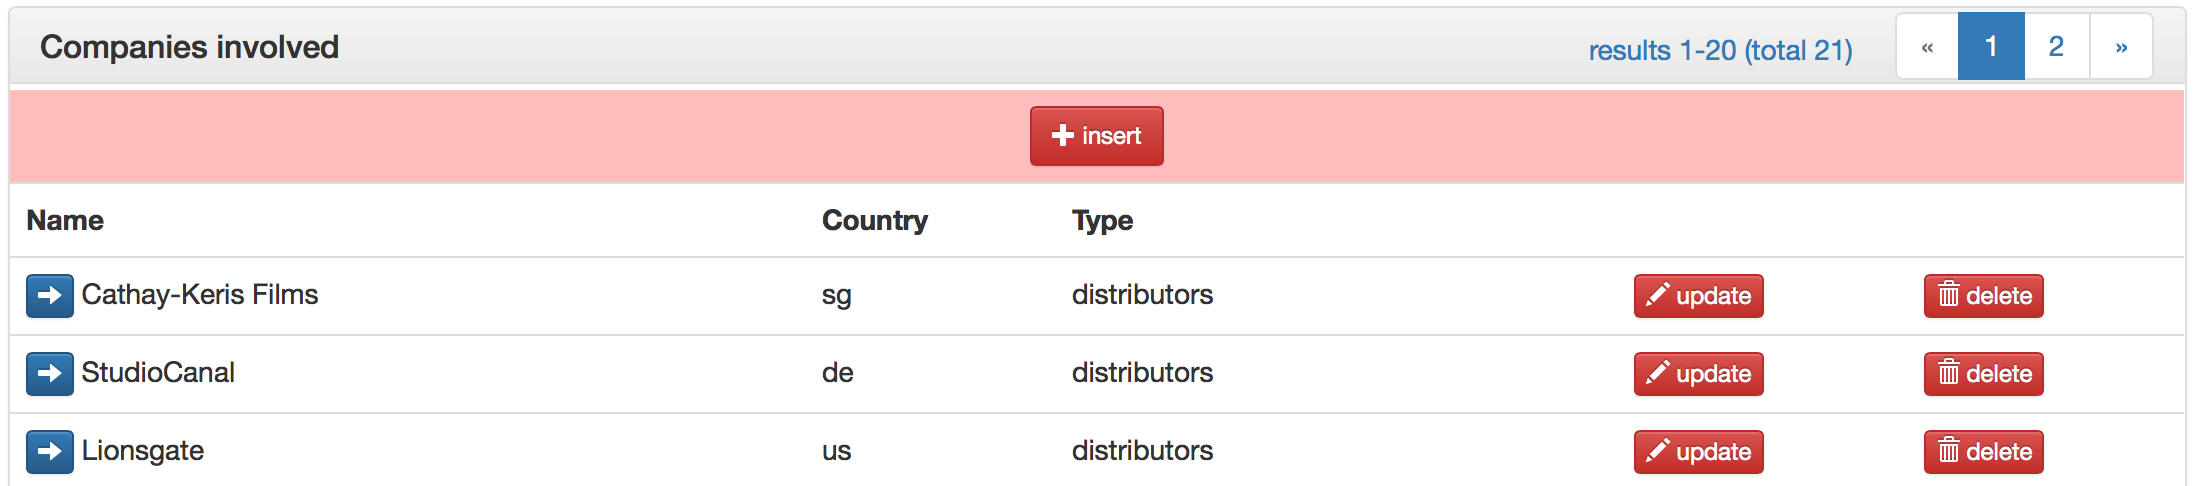 Companies involved results 1-20 (total 21) « 1 2 »
insert
Name Country Type
Cathay-Keris Films sg distributors update delete
StudioCanal de distributors update delete
Lionsgate us distributors update delete